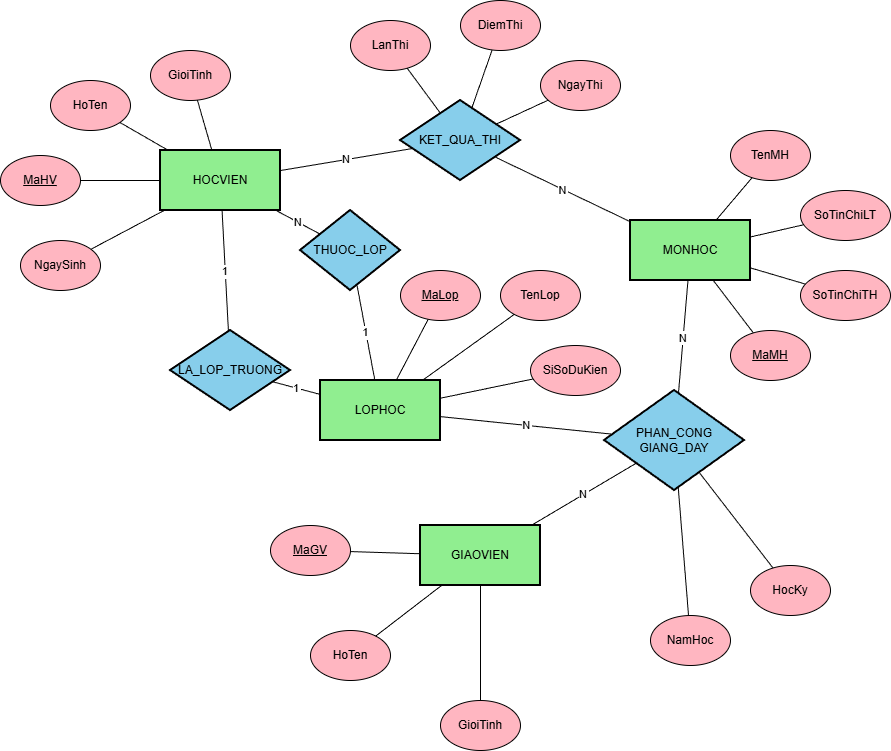 DiemThi
LanThi
GioiTinh
NgayThi
HoTen
KET_QUA_THI
N
TenMH
MaHV
HOCVIEN
N
SoTinChiLT
N
THUOC_LOP
MONHOC
NgaySinh
1
MaLop
TenLop
SoTinChiTH
1
N
MaMH
LA_LOP_TRUONG
SiSoDuKien
1
LOPHOC
N
PHAN_CONG
GIANG_DAY
N
MaGV
GIAOVIEN
HocKy
HoTen
NamHoc
GioiTinh